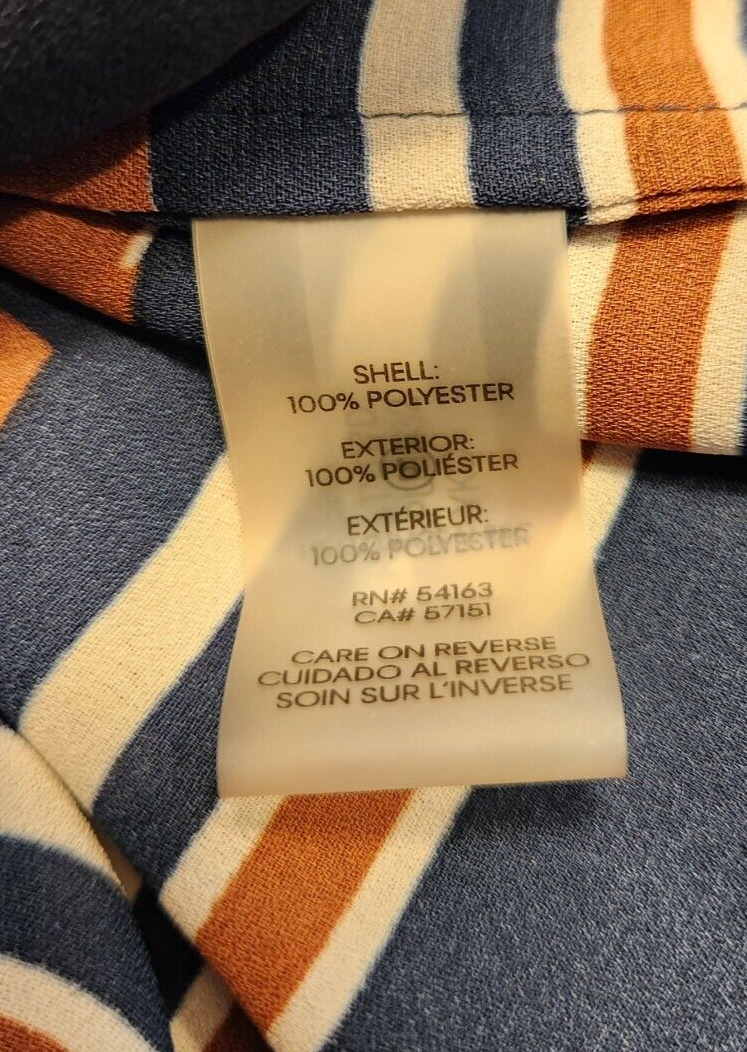 SHELL:
100% POLYESTER
EXTERIOR:
100% POLIÉSTER
EXTÉRIEUR:
100% POLYESTER
RN# 54163
CA# 57151
CARE ON REVERSE
CUIDADO AL REVERSO
SOIN SUR L'INVERSE